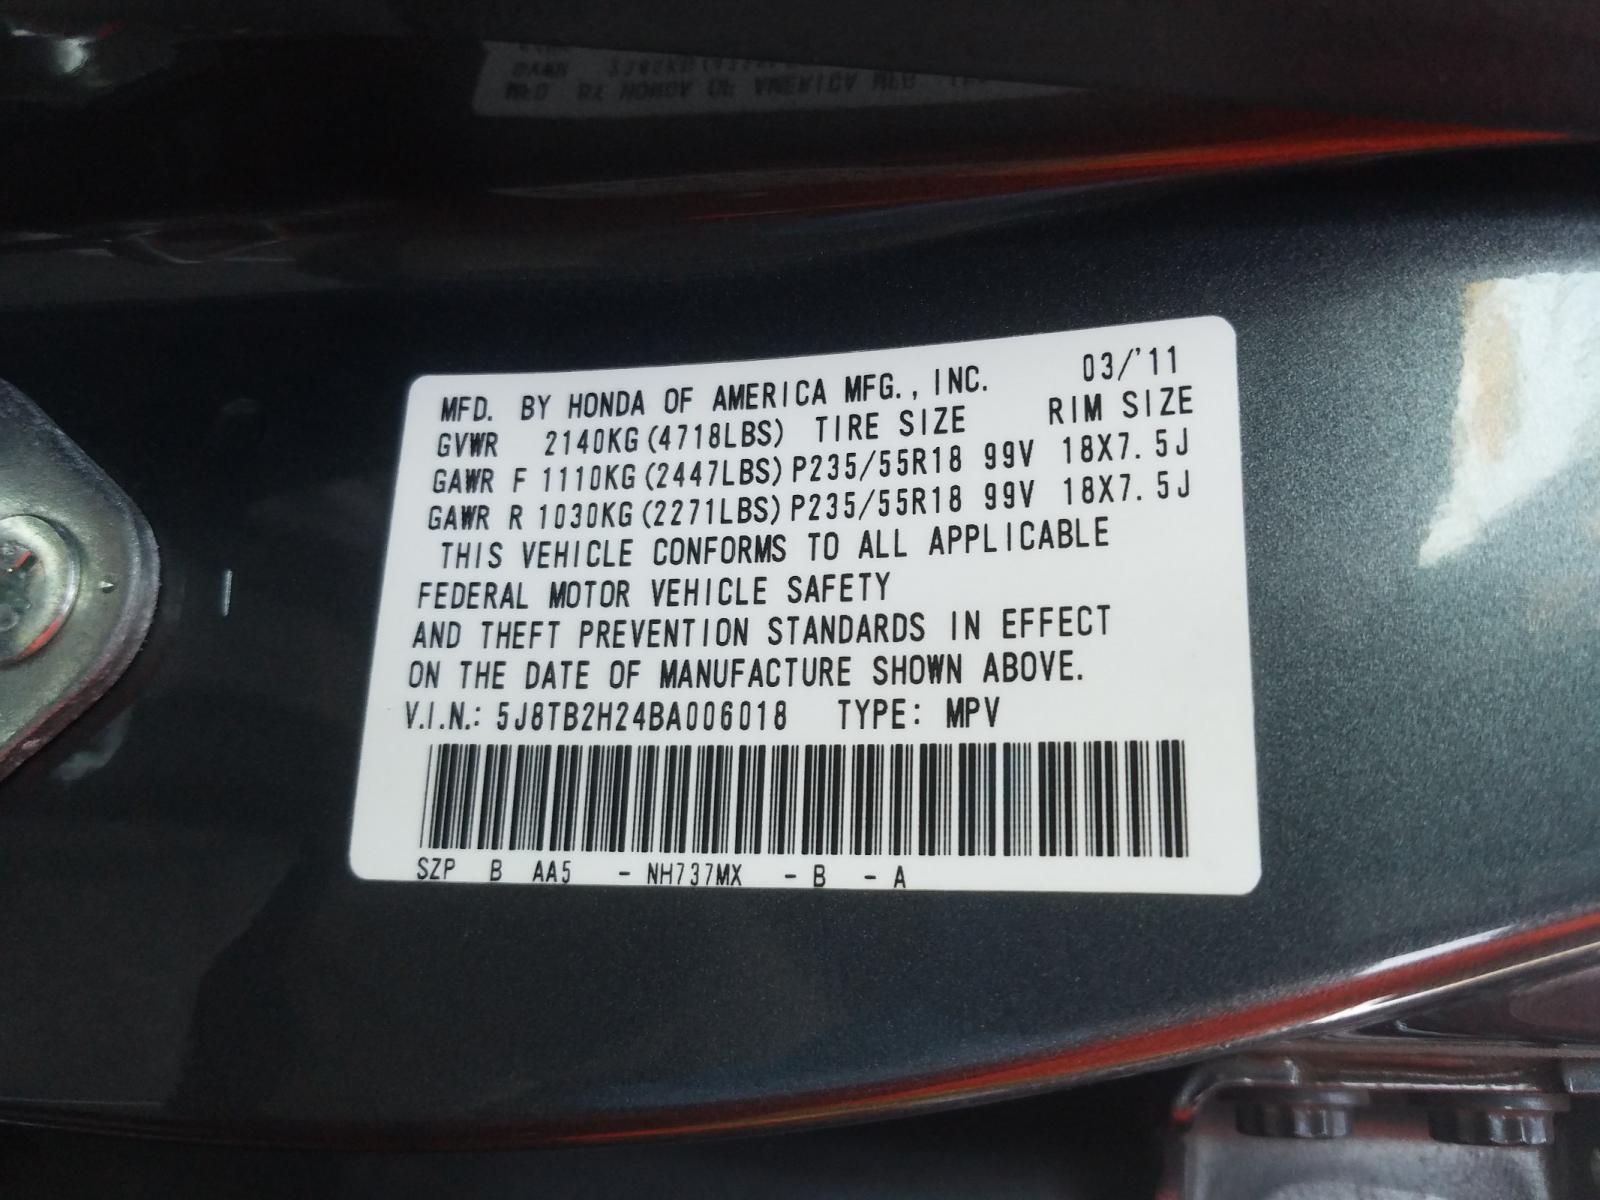 MFD. BY HONDA OF AMERICA MFG., INC. 03/'11
GVWR 2140KG(4718LBS) TIRE SIZE RIM SIZE
GAWR F 1110KG(2447LBS)P235/55R18 99V 18X7.5J
GAWR R 1030KG(2271LBS)P235/55R18 99V 18X7.5J
THIS VEHICLE CONFORMS TO ALL APPLICABLE
FEDERAL MOTOR VEHICLE SAFETY
AND THEFT PREVENTION STANDARDS IN EFFECT
ON THE DATE OF MANUFACTURE SHOWN ABOVE.
V.I.N.: 5J8TB2H24BA006018 TYPE: MPV
SZP B AA5 - NH737MX - B - A